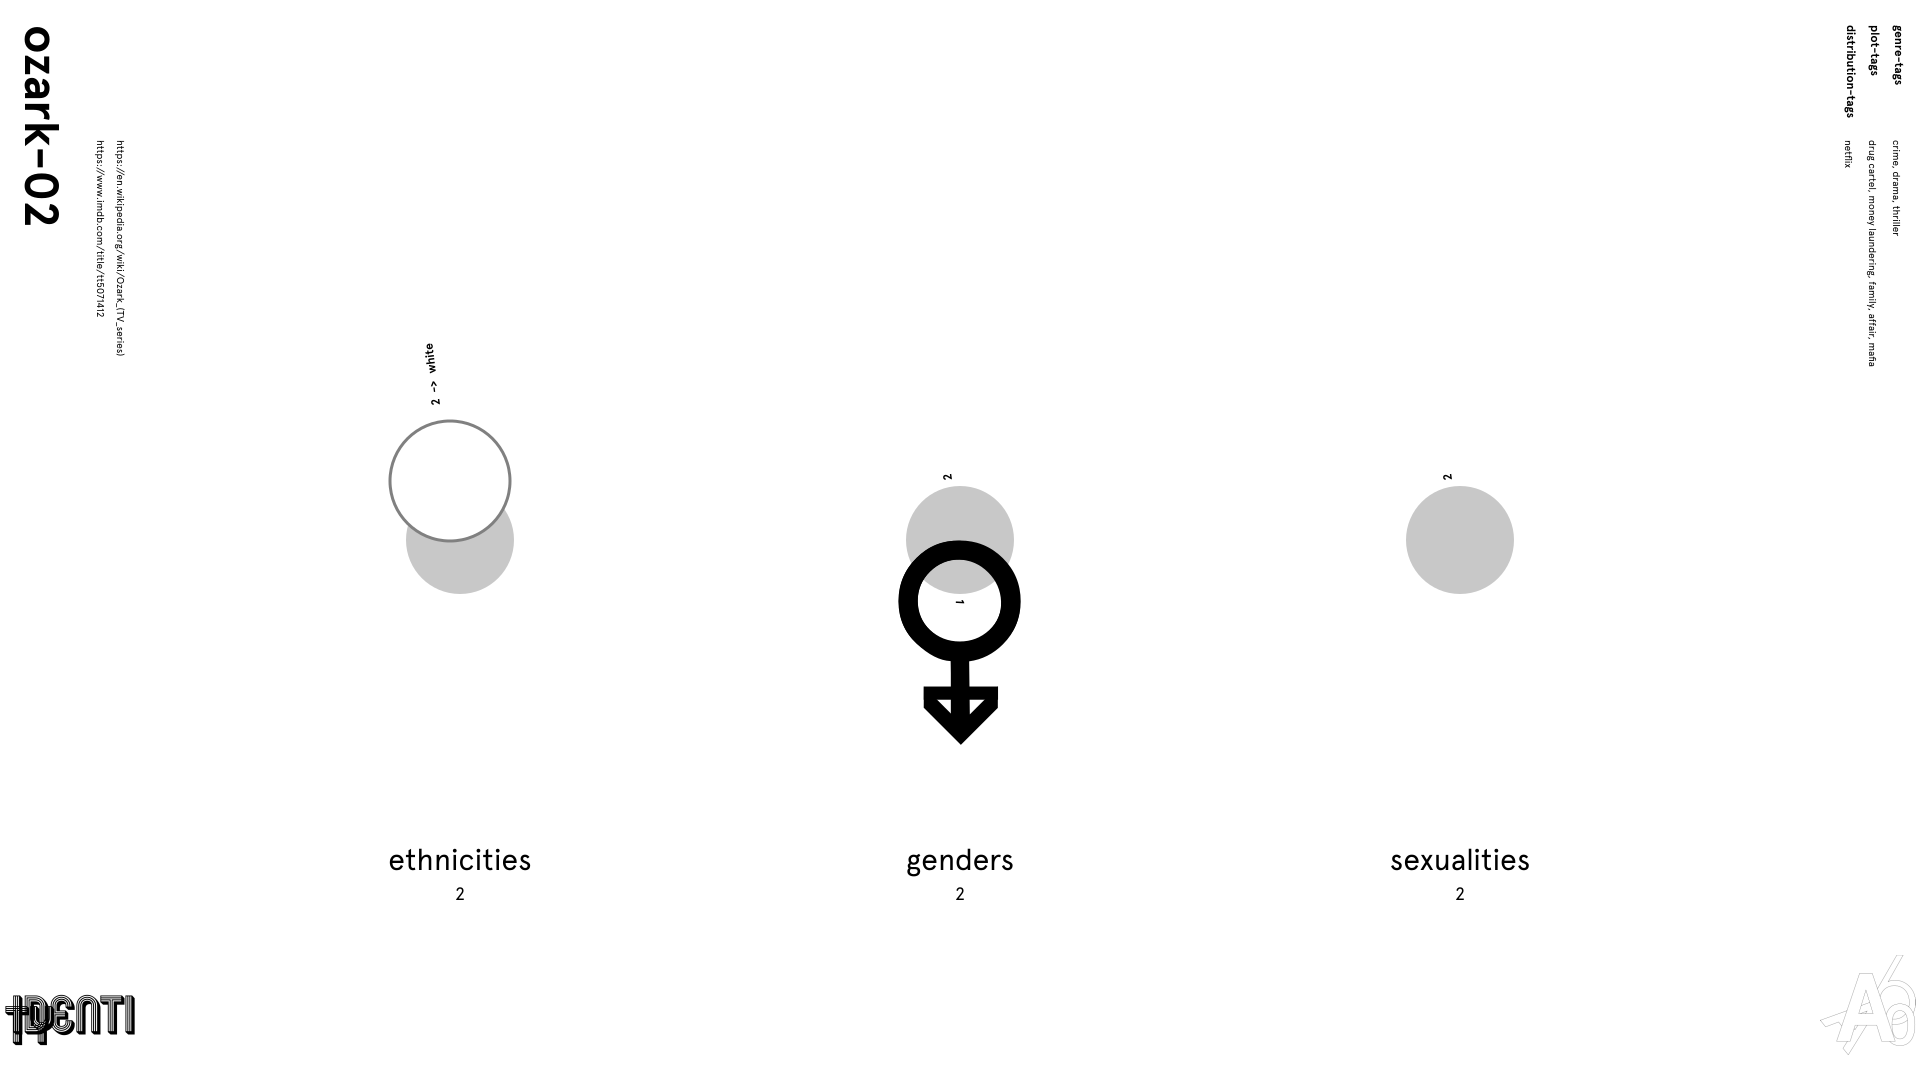 ozark-02
https://en.wikipedia.org/wiki/Ozark_(TV_series)
https://www.imdb.com/title/tt5071412
genre-tags
crime, drama, thriller
plot-tags
drug cartel, money laundering, family, affair, mafia
distribution-tags
netflix
2 -> white
2
1
2
ethnicities
2
genders
2
sexualities
2
IDENTI